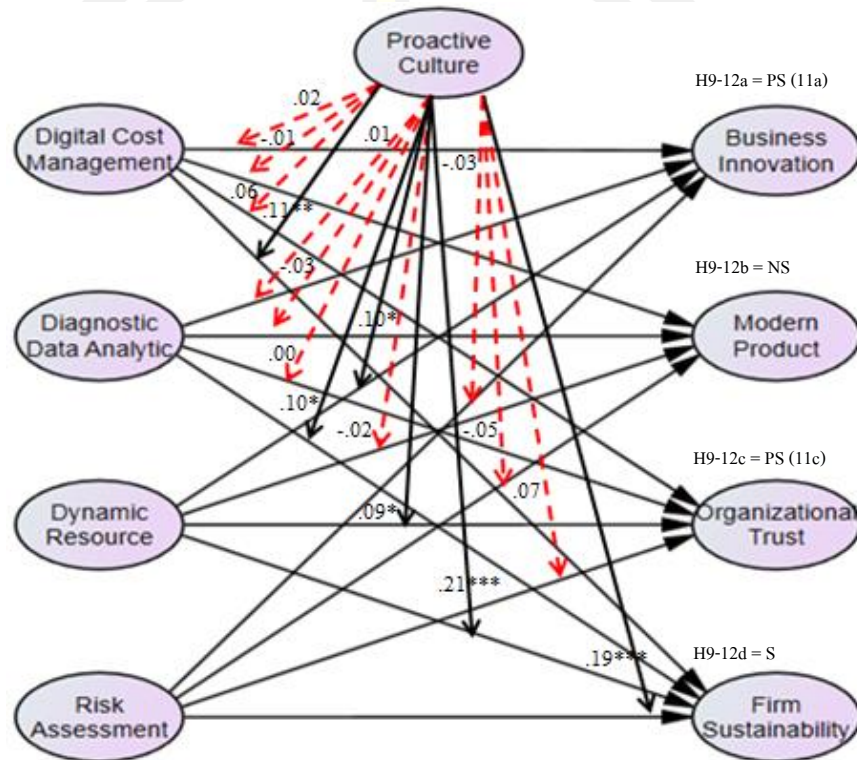 Proactive
Culture
H9-12a = PS (11a)
.02
Digital Cost
Management
-.01
.01
-.03
Business
Innovation
.06
.11**
H9-12b = NS
-.03
Diagnostic
Data Analytic
.10*
Modern
Product
.00
.10*
-.02
-.05
H9-12c = PS (11c)
.07
Dynamic
Resource
.09*
Organizational
Trust
.21***
H9-12d = S
.19***
Risk
Assessment
Firm
Sustainability